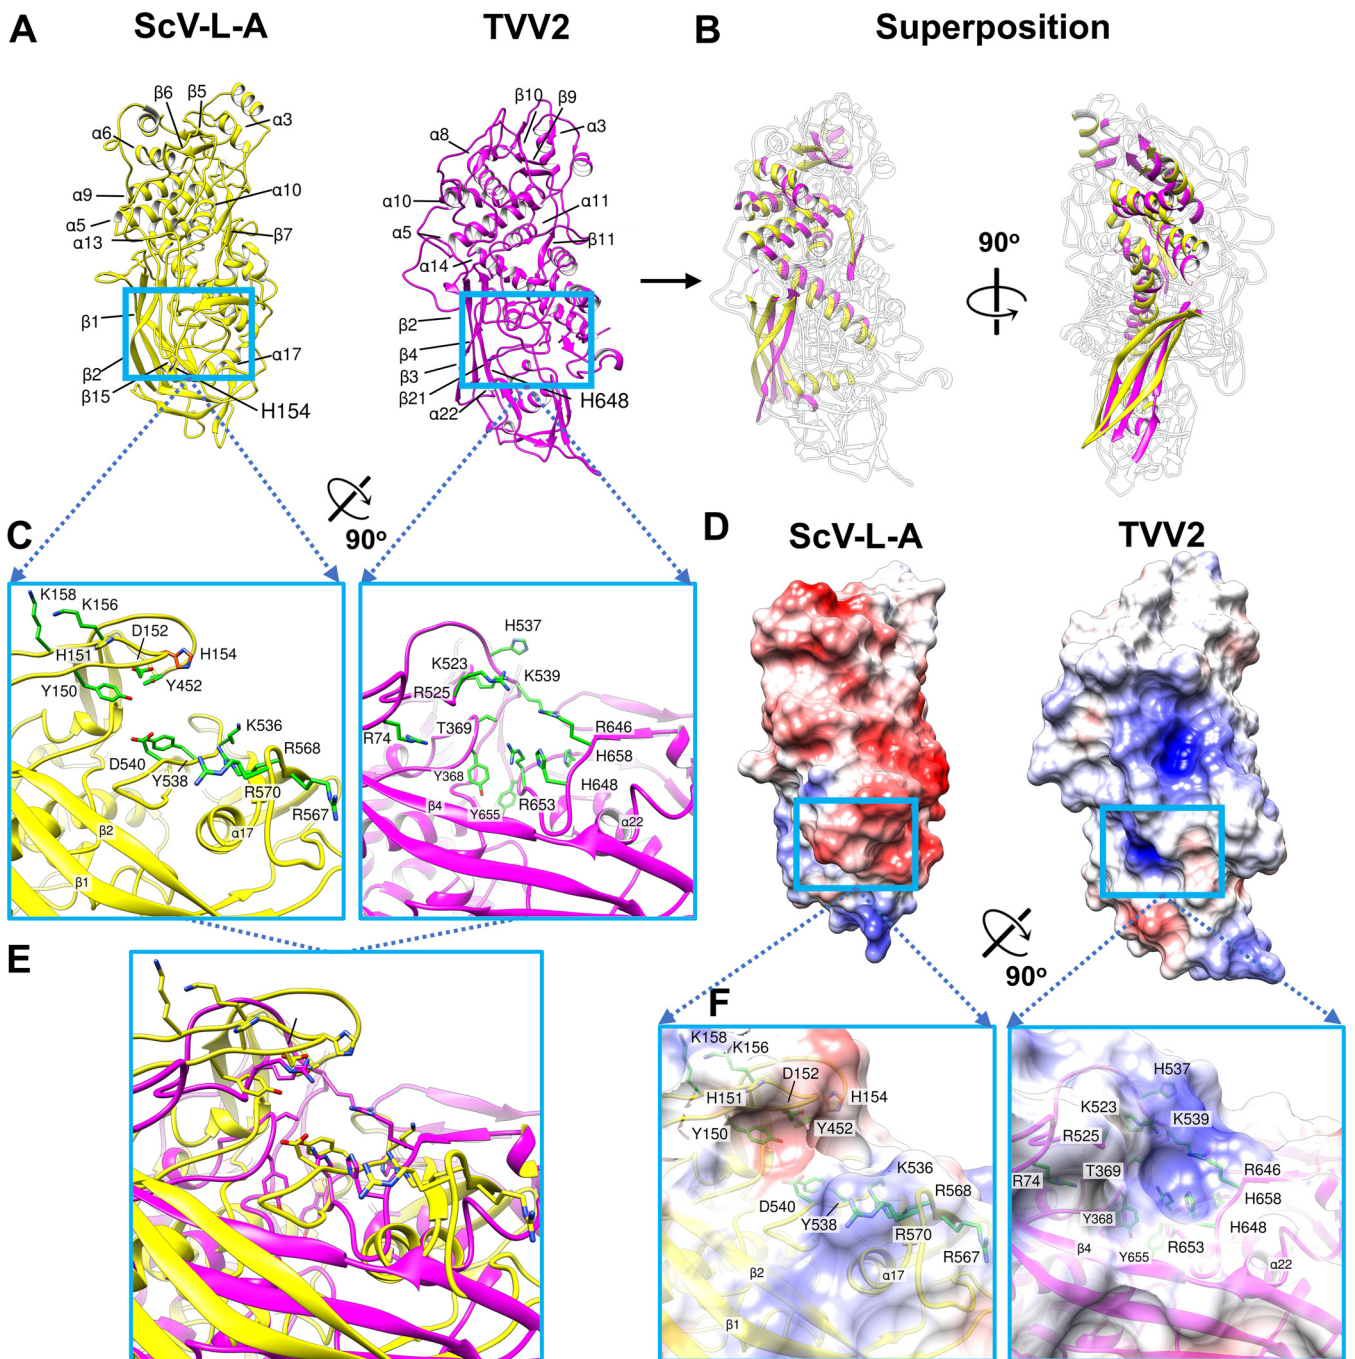 A
ScV-L-A
TVV2
B
Superposition
β6
β5
α6
α3
α9
α10
α5
α13
β7
β1
β2
α17
β15
H154
β10
β9
α8
α3
α10
α11
α5
β11
α14
β2
β4
β3
β21
α22
H648
90º
90º
C
K158
K156
D152
H151
H154
Y150
Y452
K536
D540
R568
Y538
R570
R567
α17
β2
β1
H537
K523
K539
R525
T369
R74
R646
H658
Y368
H648
R653
β4
Y655
α22
D
ScV-L-A
TVV2
90º
E
F
K158
K156
D152
H151
H154
Y150
Y452
K536
D540
R568
Y538
R570
R567
β2
α17
β1
H537
K523
K539
R525
T369
R646
R74
H658
Y368
H648
β4
R653
Y655
α22